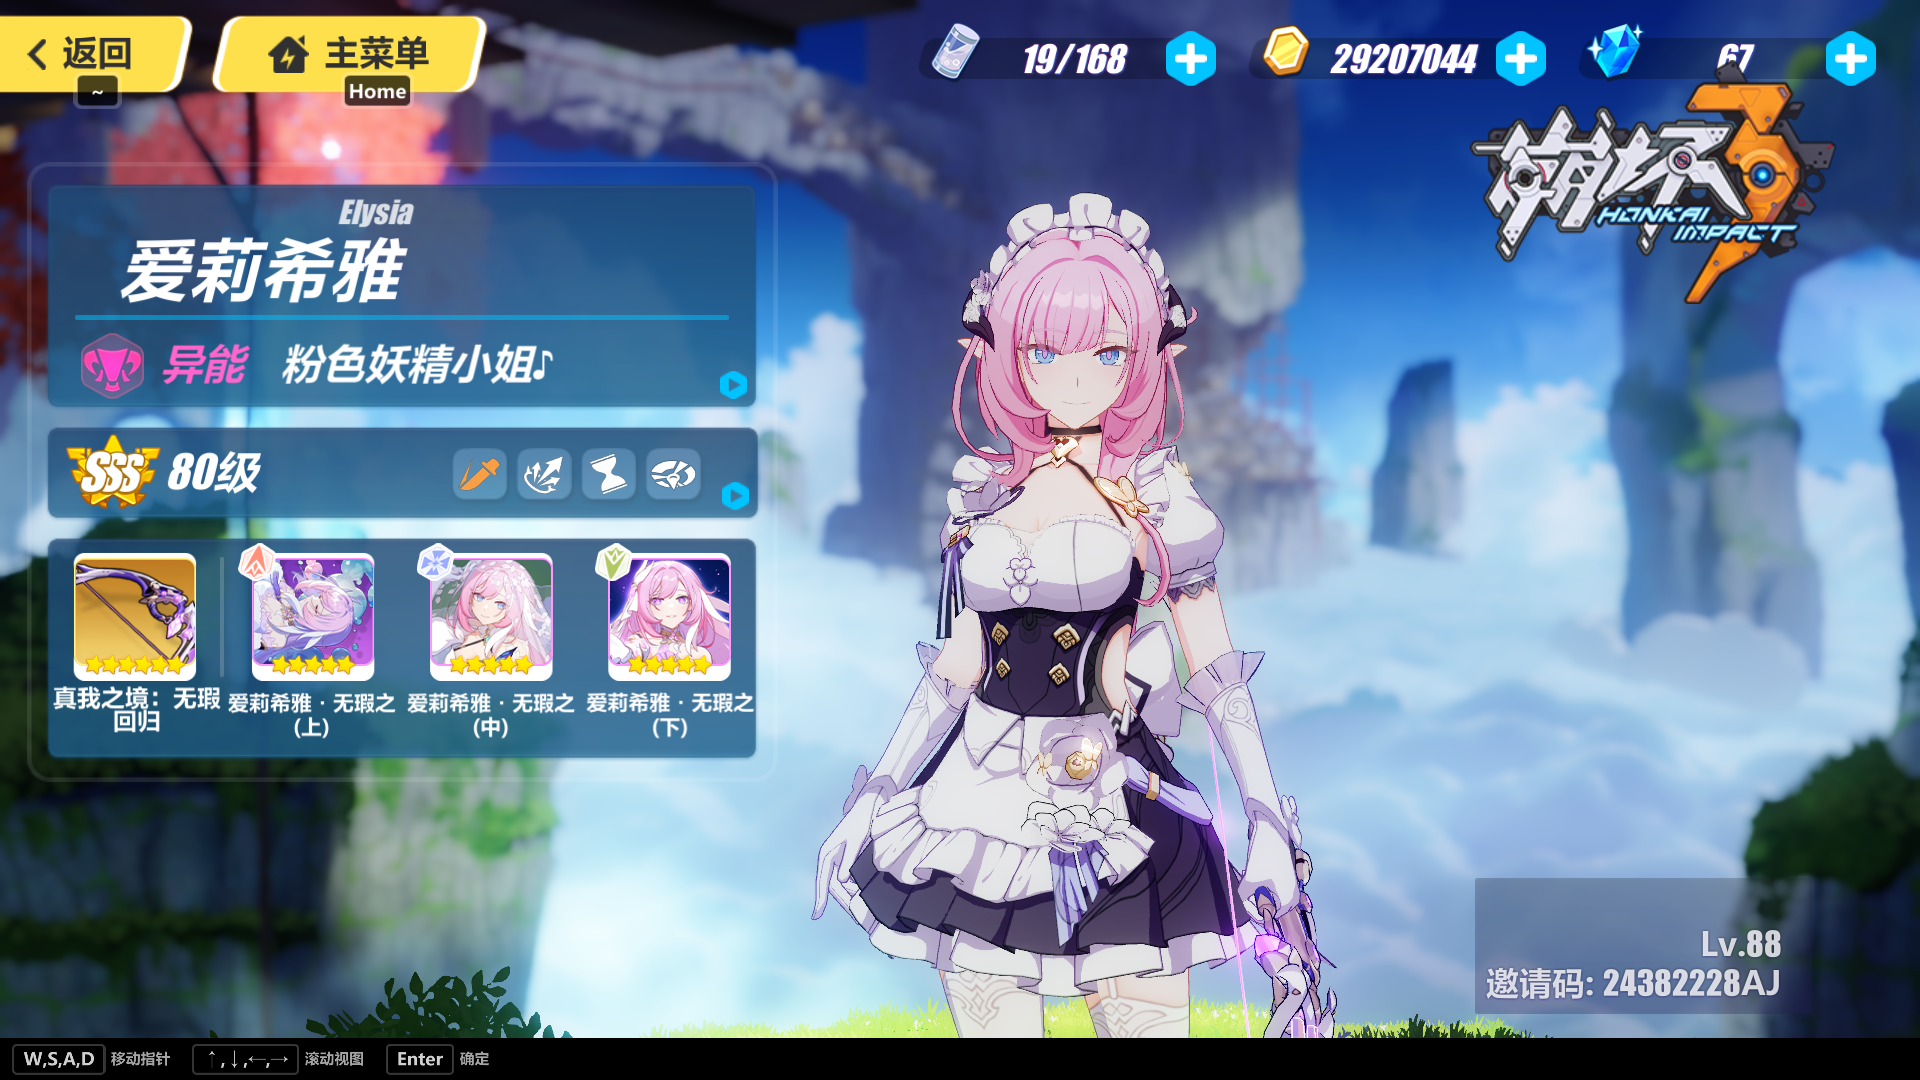 返回
~
主菜单
Home
19/168
29207044
67
崩坏3
HONKAI
IMPACT
Elysia
爱莉希雅
异能 粉色妖精小姐♪
SSS 80级
真我之境：无瑕
回归
爱莉希雅·无瑕之
(上)
爱莉希雅·无瑕之
(中)
爱莉希雅·无瑕之
(下)
Lv.88
邀请码: 24382228AJ
W,S,A,D 移动指针 ↑,↓,←,→ 滚动视图 Enter 确定